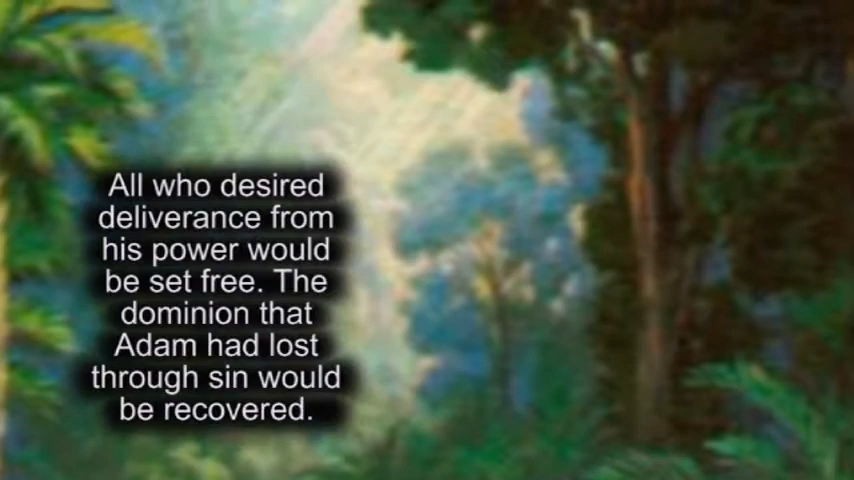 All who desired
deliverance from
his power would
be set free. The
dominion that
Adam had lost
through sin would
be recovered.